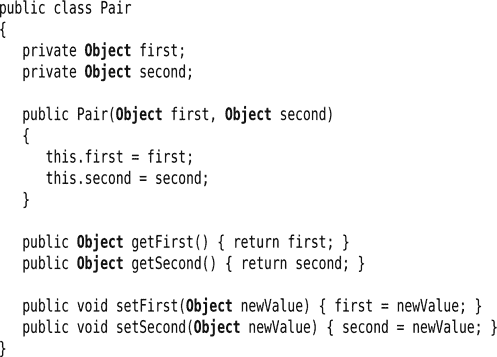 public class Pair
{
   private Object first;
   private Object second;

   public Pair(Object first, Object second)
   {
      this.first = first;
      this.second = second;
   }

   public Object getFirst() { return first; }
   public Object getSecond() { return second; }

   public void setFirst(Object newValue) { first = newValue; }
   public void setSecond(Object newValue) { second = newValue; }
}